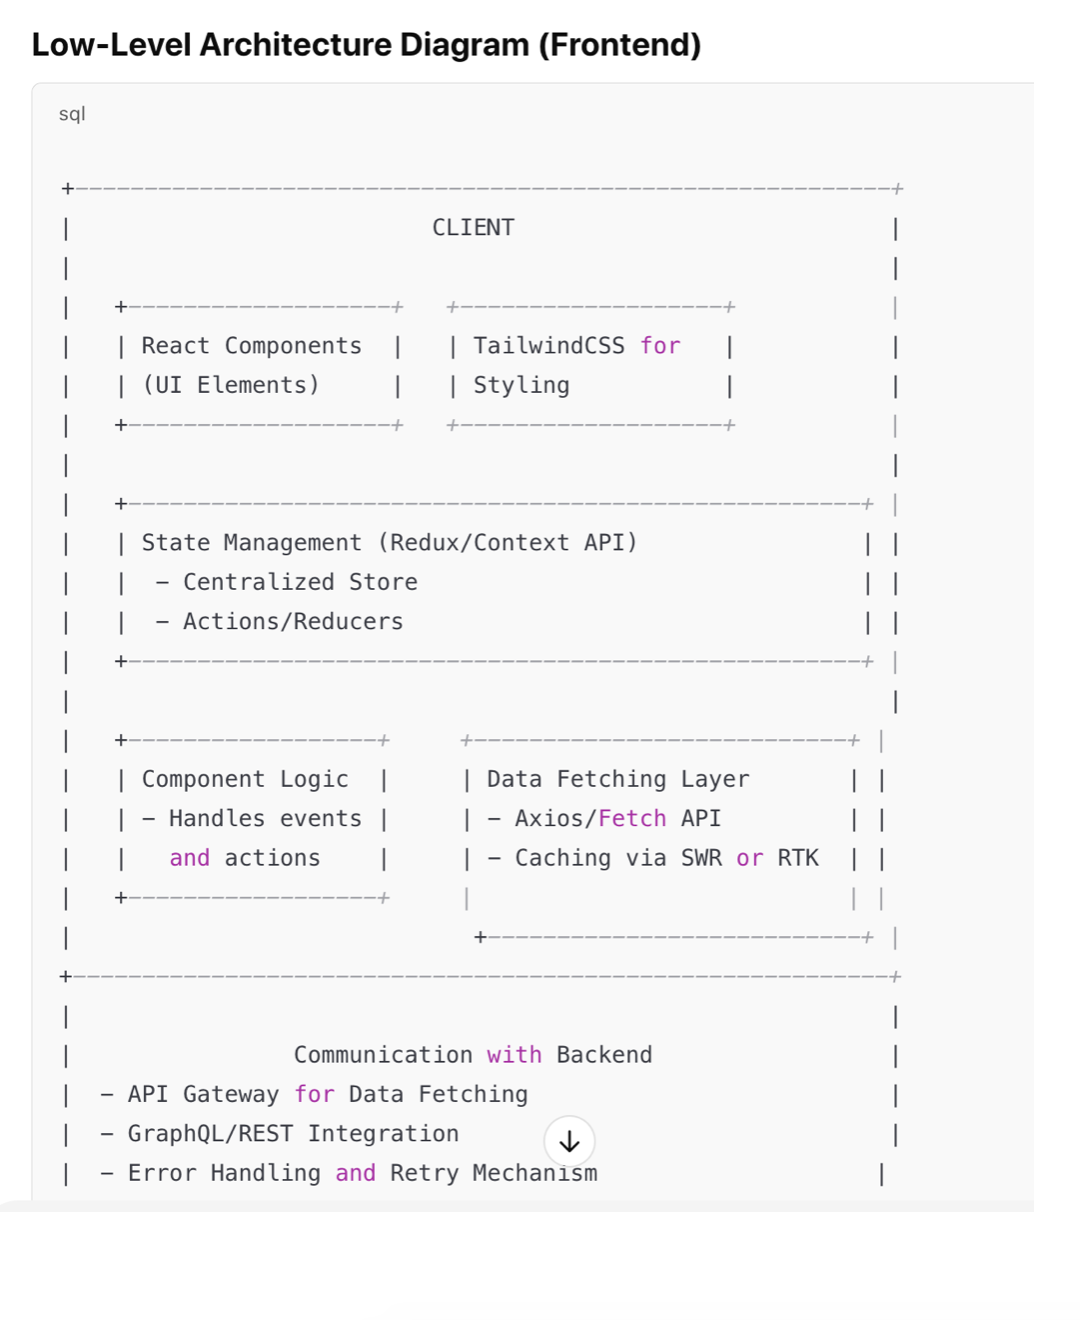 Low-Level Architecture Diagram (Frontend)
sql
CLIENT
React Components | TailwindCSS for
(UI Elements) | Styling
State Management (Redux/Context API)
- Centralized Store
- Actions/Reducers
Component Logic | Data Fetching Layer
- Handles events | - Axios/Fetch API
and actions | - Caching via SWR or RTK
Communication with Backend
- API Gateway for Data Fetching
- GraphQL/REST Integration
- Error Handling and Retry Mechanism